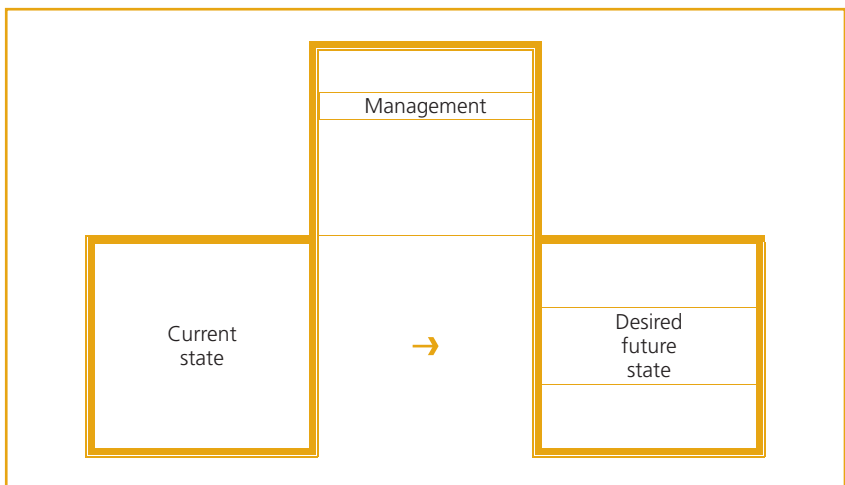 Management
Current
state
Desired
future
state